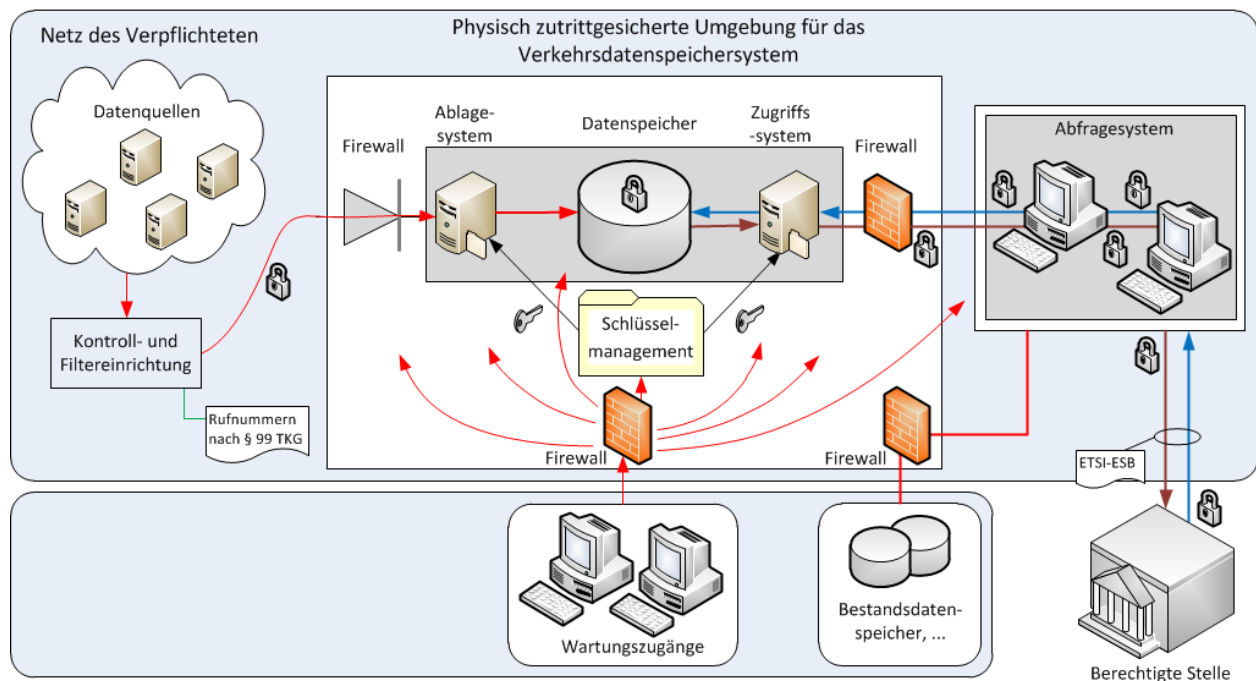 Netz des Verpflichteten
Physisch zutrittgesicherte Umgebung für das
Verkehrsdatenspeichersystem
Datenquellen
Firewall
Ablage-
system
Datenspeicher
Zugriffs
-system
Firewall
Abfragesystem
Kontroll- und
Filtereinrichtung
Schlüssel-
management
Rufnummern
nach § 99 TKG
Firewall
Firewall
ETSI-ESB
Wartungszugänge
Bestandsdaten-
speicher, ...
Berechtigte Stelle